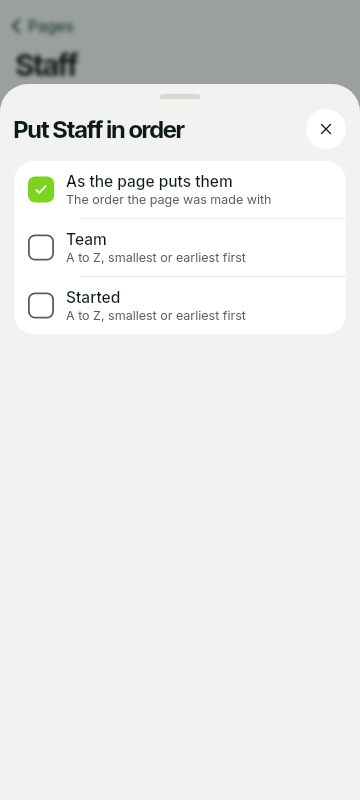 Pages
Staff
Put Staff in order
As the page puts them
The order the page was made with
Team
A to Z, smallest or earliest first
Started
A to Z, smallest or earliest first